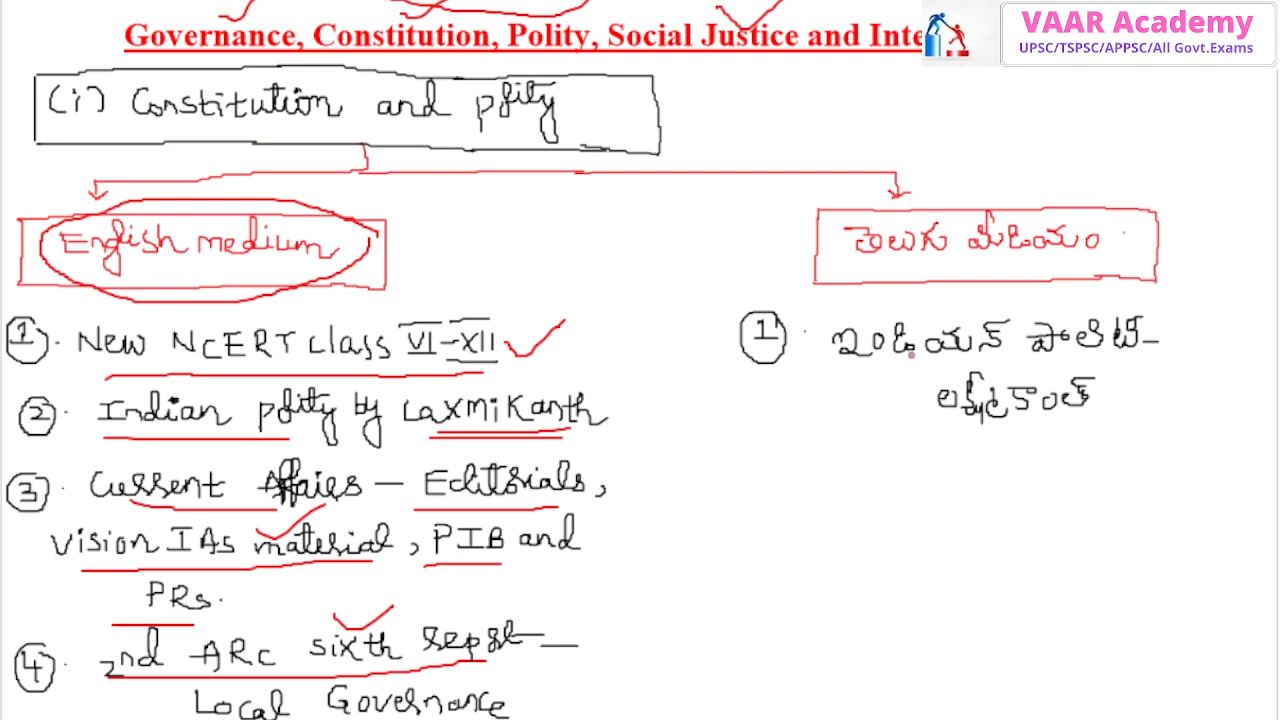 VAAR Academy
UPSC/TSPSC/APPSC/All Govt.Exams
Governance, Constitution, Polity, Social Justice and Inte
(i) Constitution and polity
English medium
తెలుగు మీడియం
1. New NCERT class VI-XII
2. Indian polity by Laxmikanth
3. Current Affairs — Editorials,
vision IAS material, PIB and
PRS.
4. 2nd ARC sixth report —
Local Governance
1. ఇండియన్ పాలిటీ -
లక్ష్మీకాంత్